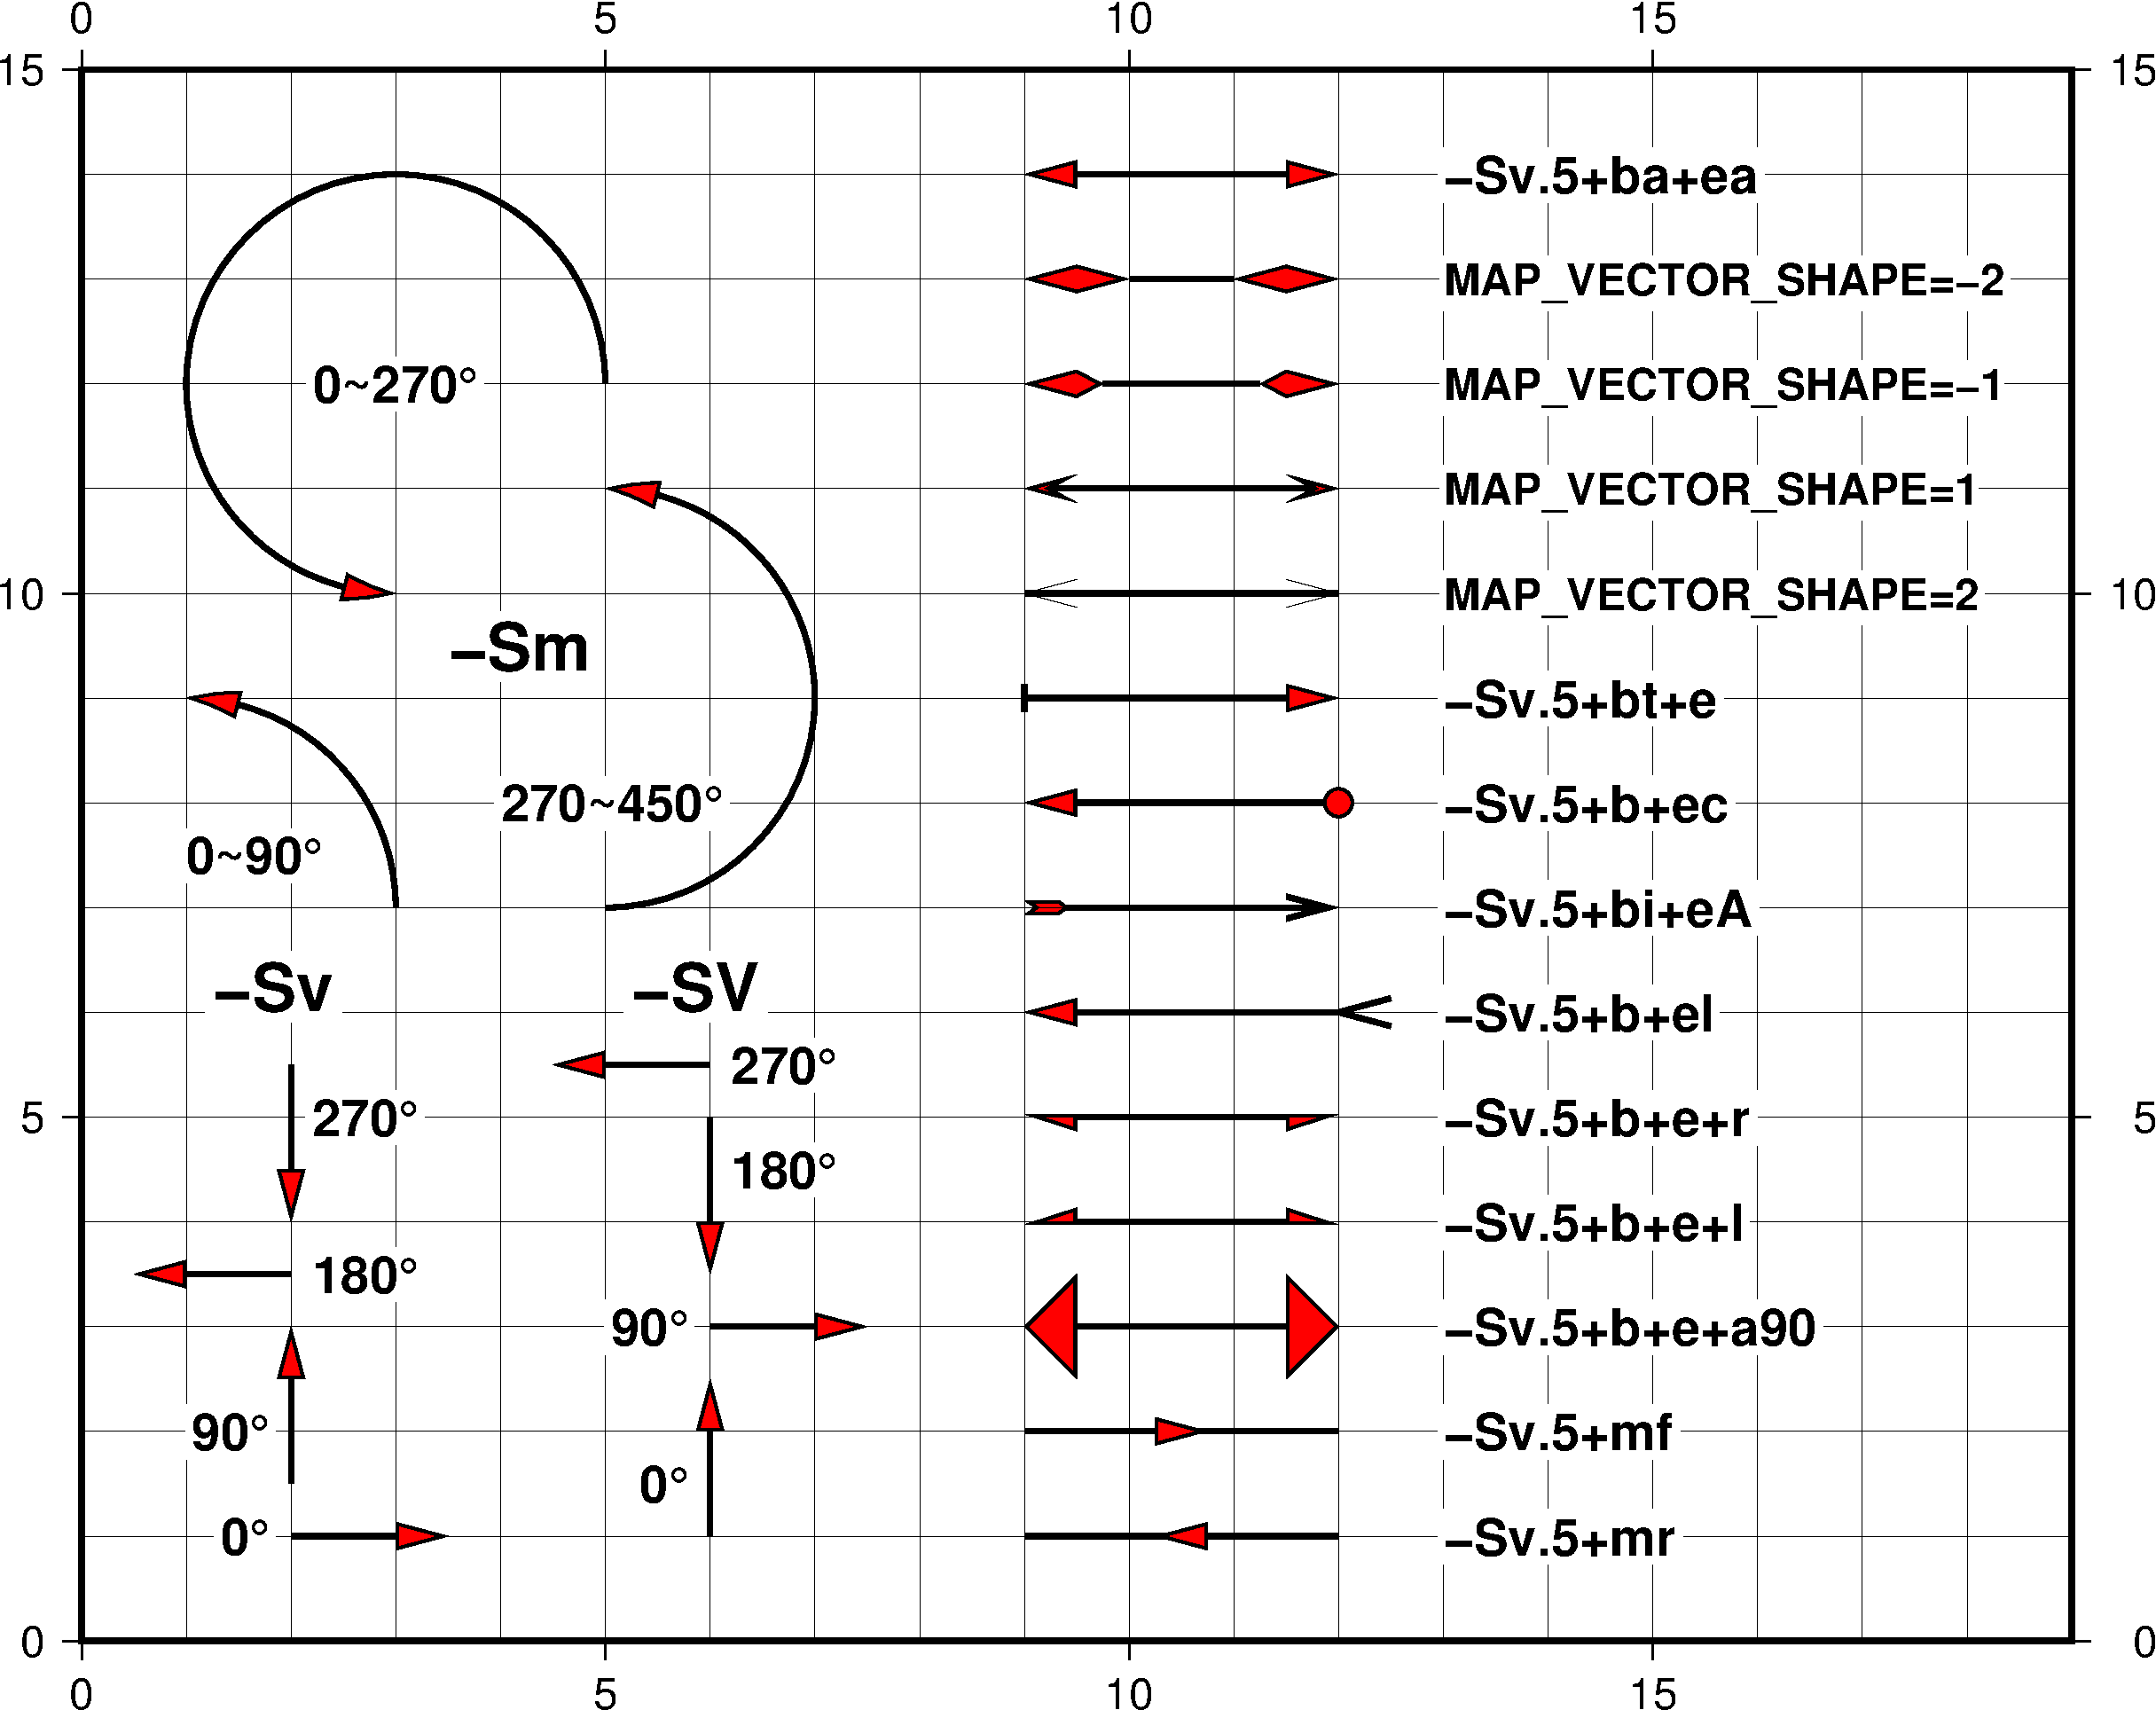 0 5 10 15
15 15
–Sv.5+ba+ea
MAP_VECTOR_SHAPE=–2
0~270° MAP_VECTOR_SHAPE=–1
MAP_VECTOR_SHAPE=1
10 MAP_VECTOR_SHAPE=2 10
–Sm
–Sv.5+bt+e
270~450° –Sv.5+b+ec
0~90°
–Sv.5+bi+eA
–Sv –SV
–Sv.5+b+el
270°
5 270° –Sv.5+b+e+r 5
180°
–Sv.5+b+e+l
180°
90° –Sv.5+b+e+a90
90° –Sv.5+mf
0°
0° –Sv.5+mr
0 0
0 5 10 15